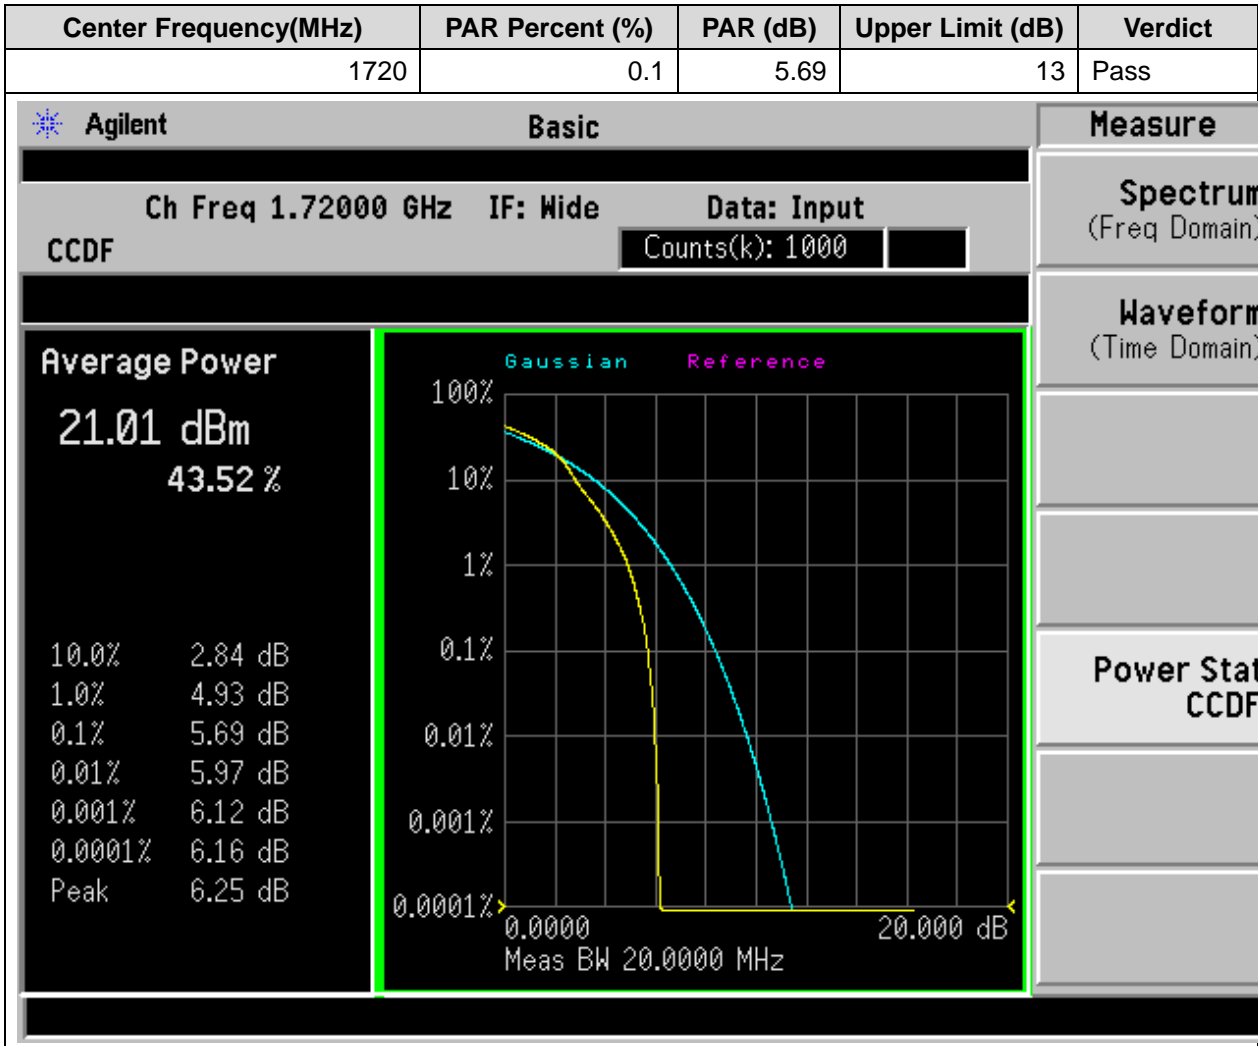 Center Frequency(MHz) PAR Percent (%) PAR (dB) Upper Limit (dB) Verdict
1720 0.1 5.69 13 Pass
Agilent Basic Measure
Ch Freq 1.72000 GHz IF: Wide Data: Input
CCDF Counts(k): 1000
Spectrum
(Freq Domain)
Waveform
(Time Domain)
Power Stat
CCDF
Average Power
21.01 dBm
43.52 %
10.0% 2.84 dB
1.0% 4.93 dB
0.1% 5.69 dB
0.01% 5.97 dB
0.001% 6.12 dB
0.0001% 6.16 dB
Peak 6.25 dB
Gaussian Reference
100%
10%
1%
0.1%
0.01%
0.001%
0.0001%
0.0000 20.000 dB
Meas BW 20.0000 MHz